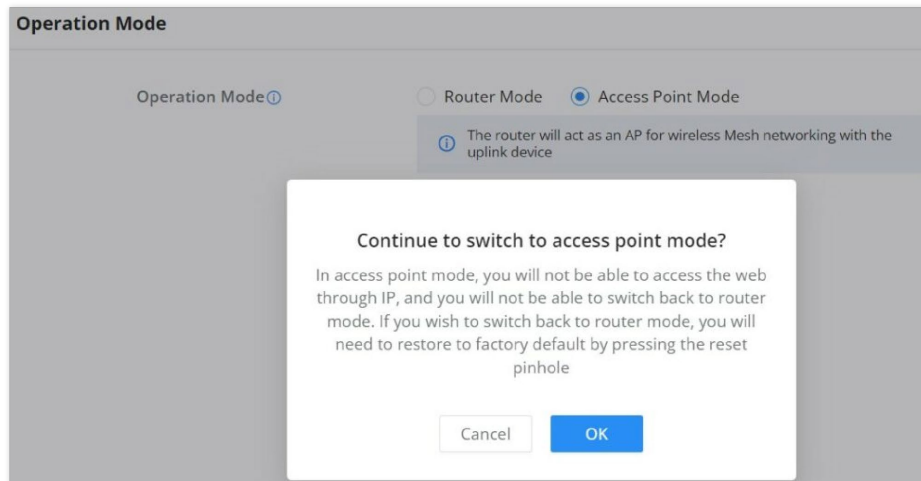 Operation Mode
Operation Mode
Router Mode
Access Point Mode
The router will act as an AP for wireless Mesh networking with the
uplink device
Continue to switch to access point mode?
In access point mode, you will not be able to access the web
through IP, and you will not be able to switch back to router
mode. If you wish to switch back to router mode, you will
need to restore to factory default by pressing the reset
pinhole
Cancel
OK